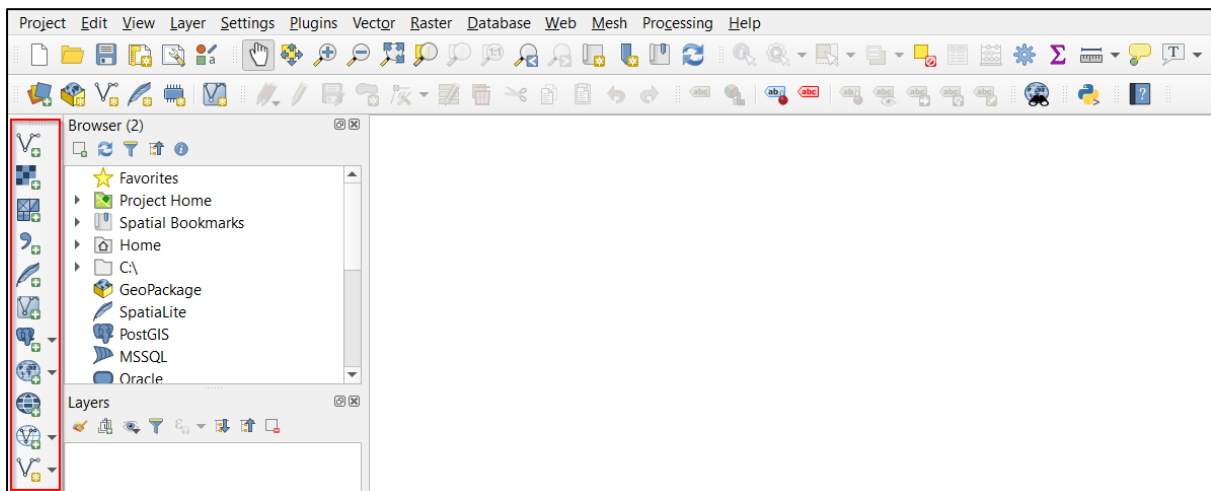 Project Edit View Layer Settings Plugins Vector Raster Database Web Mesh Processing Help
Browser (2)
Favorites
Project Home
Spatial Bookmarks
Home
C:\
GeoPackage
SpatiaLite
PostGIS
MSSQL
Oracle
Layers